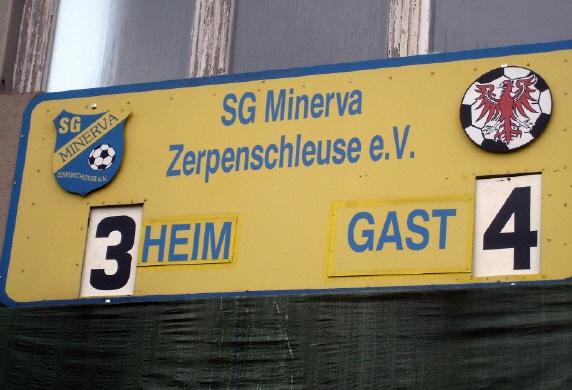 SG Minerva
Zerpenschleuse e.V.
SG
MINERVA
ZERPENSCHLEUSE e.V.
3 HEIM GAST 4